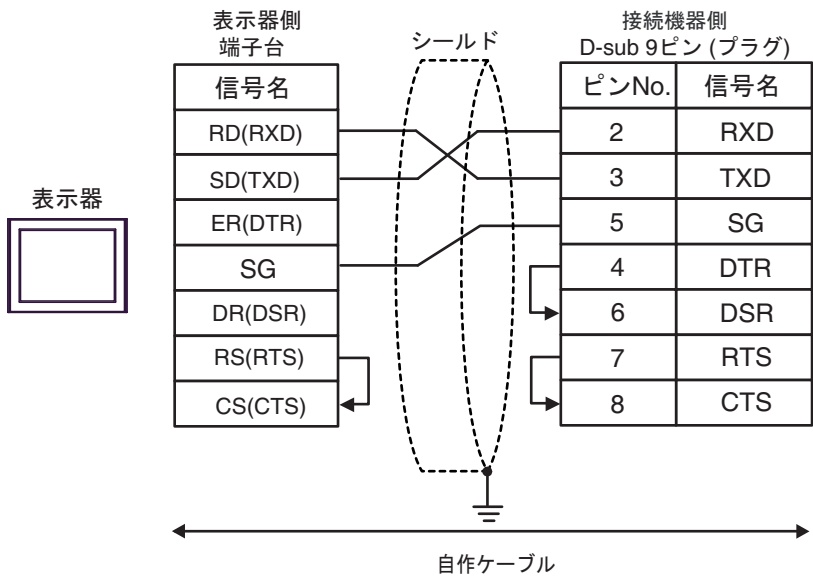 表示器側
端子台
シールド
接続機器側
D-sub 9ピン (プラグ)
信号名
ピンNo. 信号名
RD(RXD) 2 RXD
SD(TXD) 3 TXD
表示器
ER(DTR) 5 SG
SG 4 DTR
DR(DSR) 6 DSR
RS(RTS) 7 RTS
CS(CTS) 8 CTS
自作ケーブル